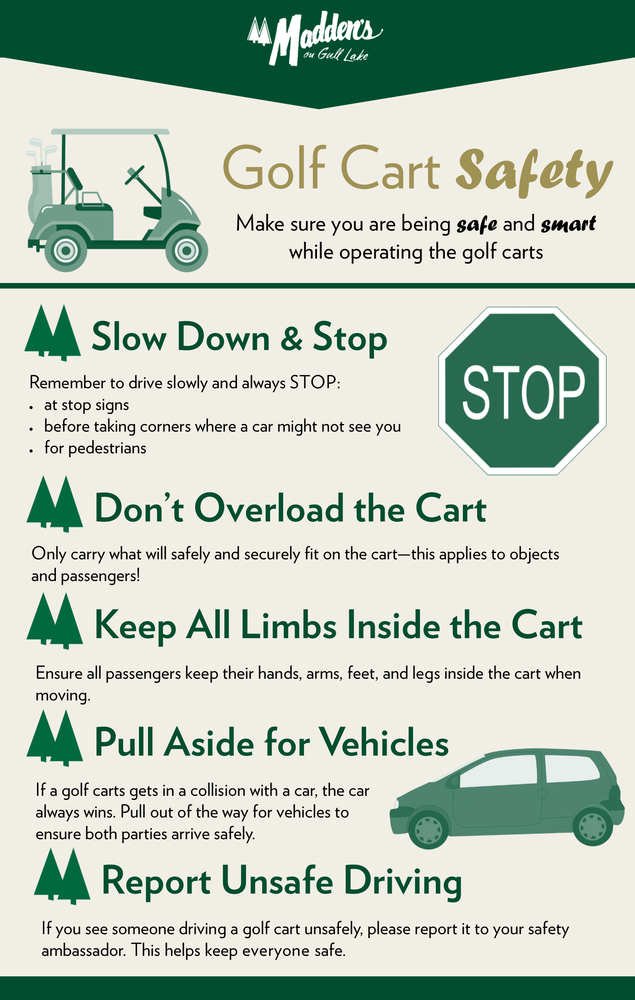 Madden's
on Gull Lake
Golf Cart Safety
Make sure you are being safe and smart
while operating the golf carts
Slow Down & Stop
Remember to drive slowly and always STOP:
• at stop signs
• before taking corners where a car might not see you
• for pedestrians
STOP
Don’t Overload the Cart
Only carry what will safely and securely fit on the cart—this applies to objects
and passengers!
Keep All Limbs Inside the Cart
Ensure all passengers keep their hands, arms, feet, and legs inside the cart when
moving.
Pull Aside for Vehicles
If a golf carts gets in a collision with a car, the car
always wins. Pull out of the way for vehicles to
ensure both parties arrive safely.
Report Unsafe Driving
If you see someone driving a golf cart unsafely, please report it to your safety
ambassador. This helps keep everyone safe.